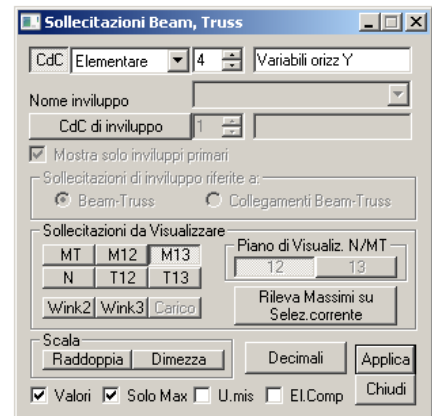 Sollecitazioni Beam, Truss
CdC Elementare 4 Variabili orizz Y
Nome inviluppo
CdC di inviluppo 1
Mostra solo inviluppi primari
Sollecitazioni di inviluppo riferite a:
Beam-Truss Collegamenti Beam-Truss
Sollecitazioni da Visualizzare
Piano di Visualiz. N/MT
MT M12 M13
12 13
N T12 T13
Rileva Massimi su
Selez.corrente
Wink2 Wink3 Carico
Scala
Raddoppia Dimezza Decimali Applica
Valori Solo Max U.mis El.Comp Chiudi